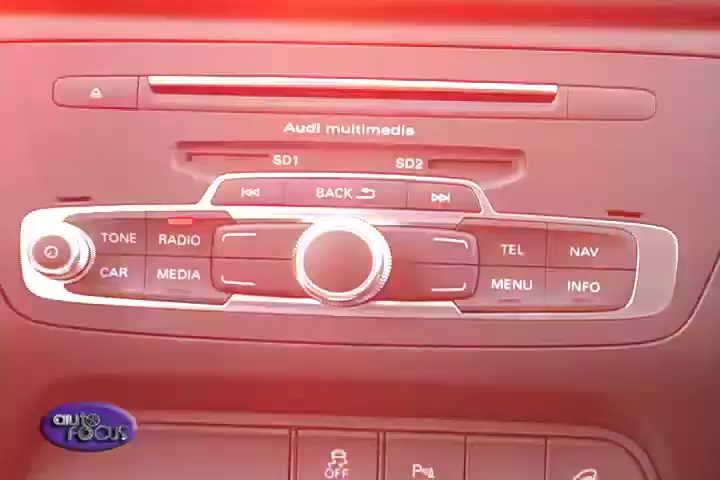 Audi multimedia
SD1 SD2
BACK
TONE RADIO TEL NAV
CAR MEDIA MENU INFO
auto FOCUS
OFF P